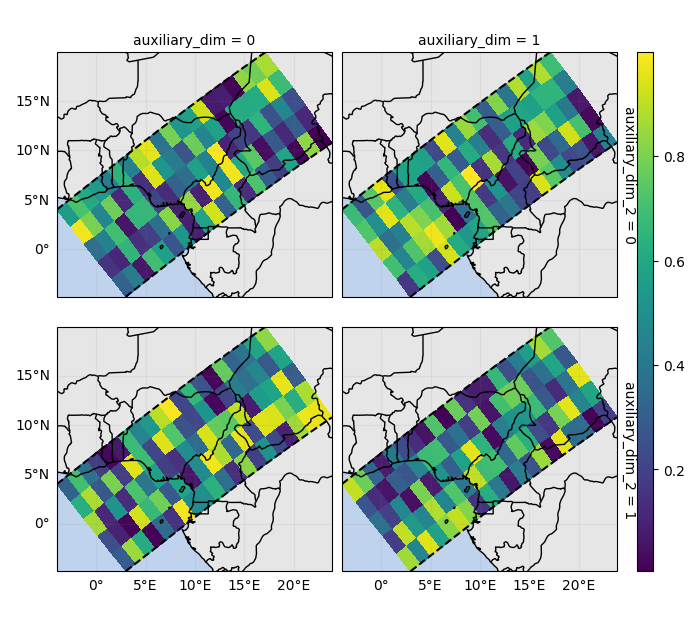 auxiliary_dim = 0
auxiliary_dim = 1
15°N
10°N
5°N
0°
auxiliary_dim_2 = 0
0.8
0.6
0.4
0.2
15°N
10°N
5°N
0°
auxiliary_dim_2 = 1
0°
5°E
10°E
15°E
20°E
0°
5°E
10°E
15°E
20°E